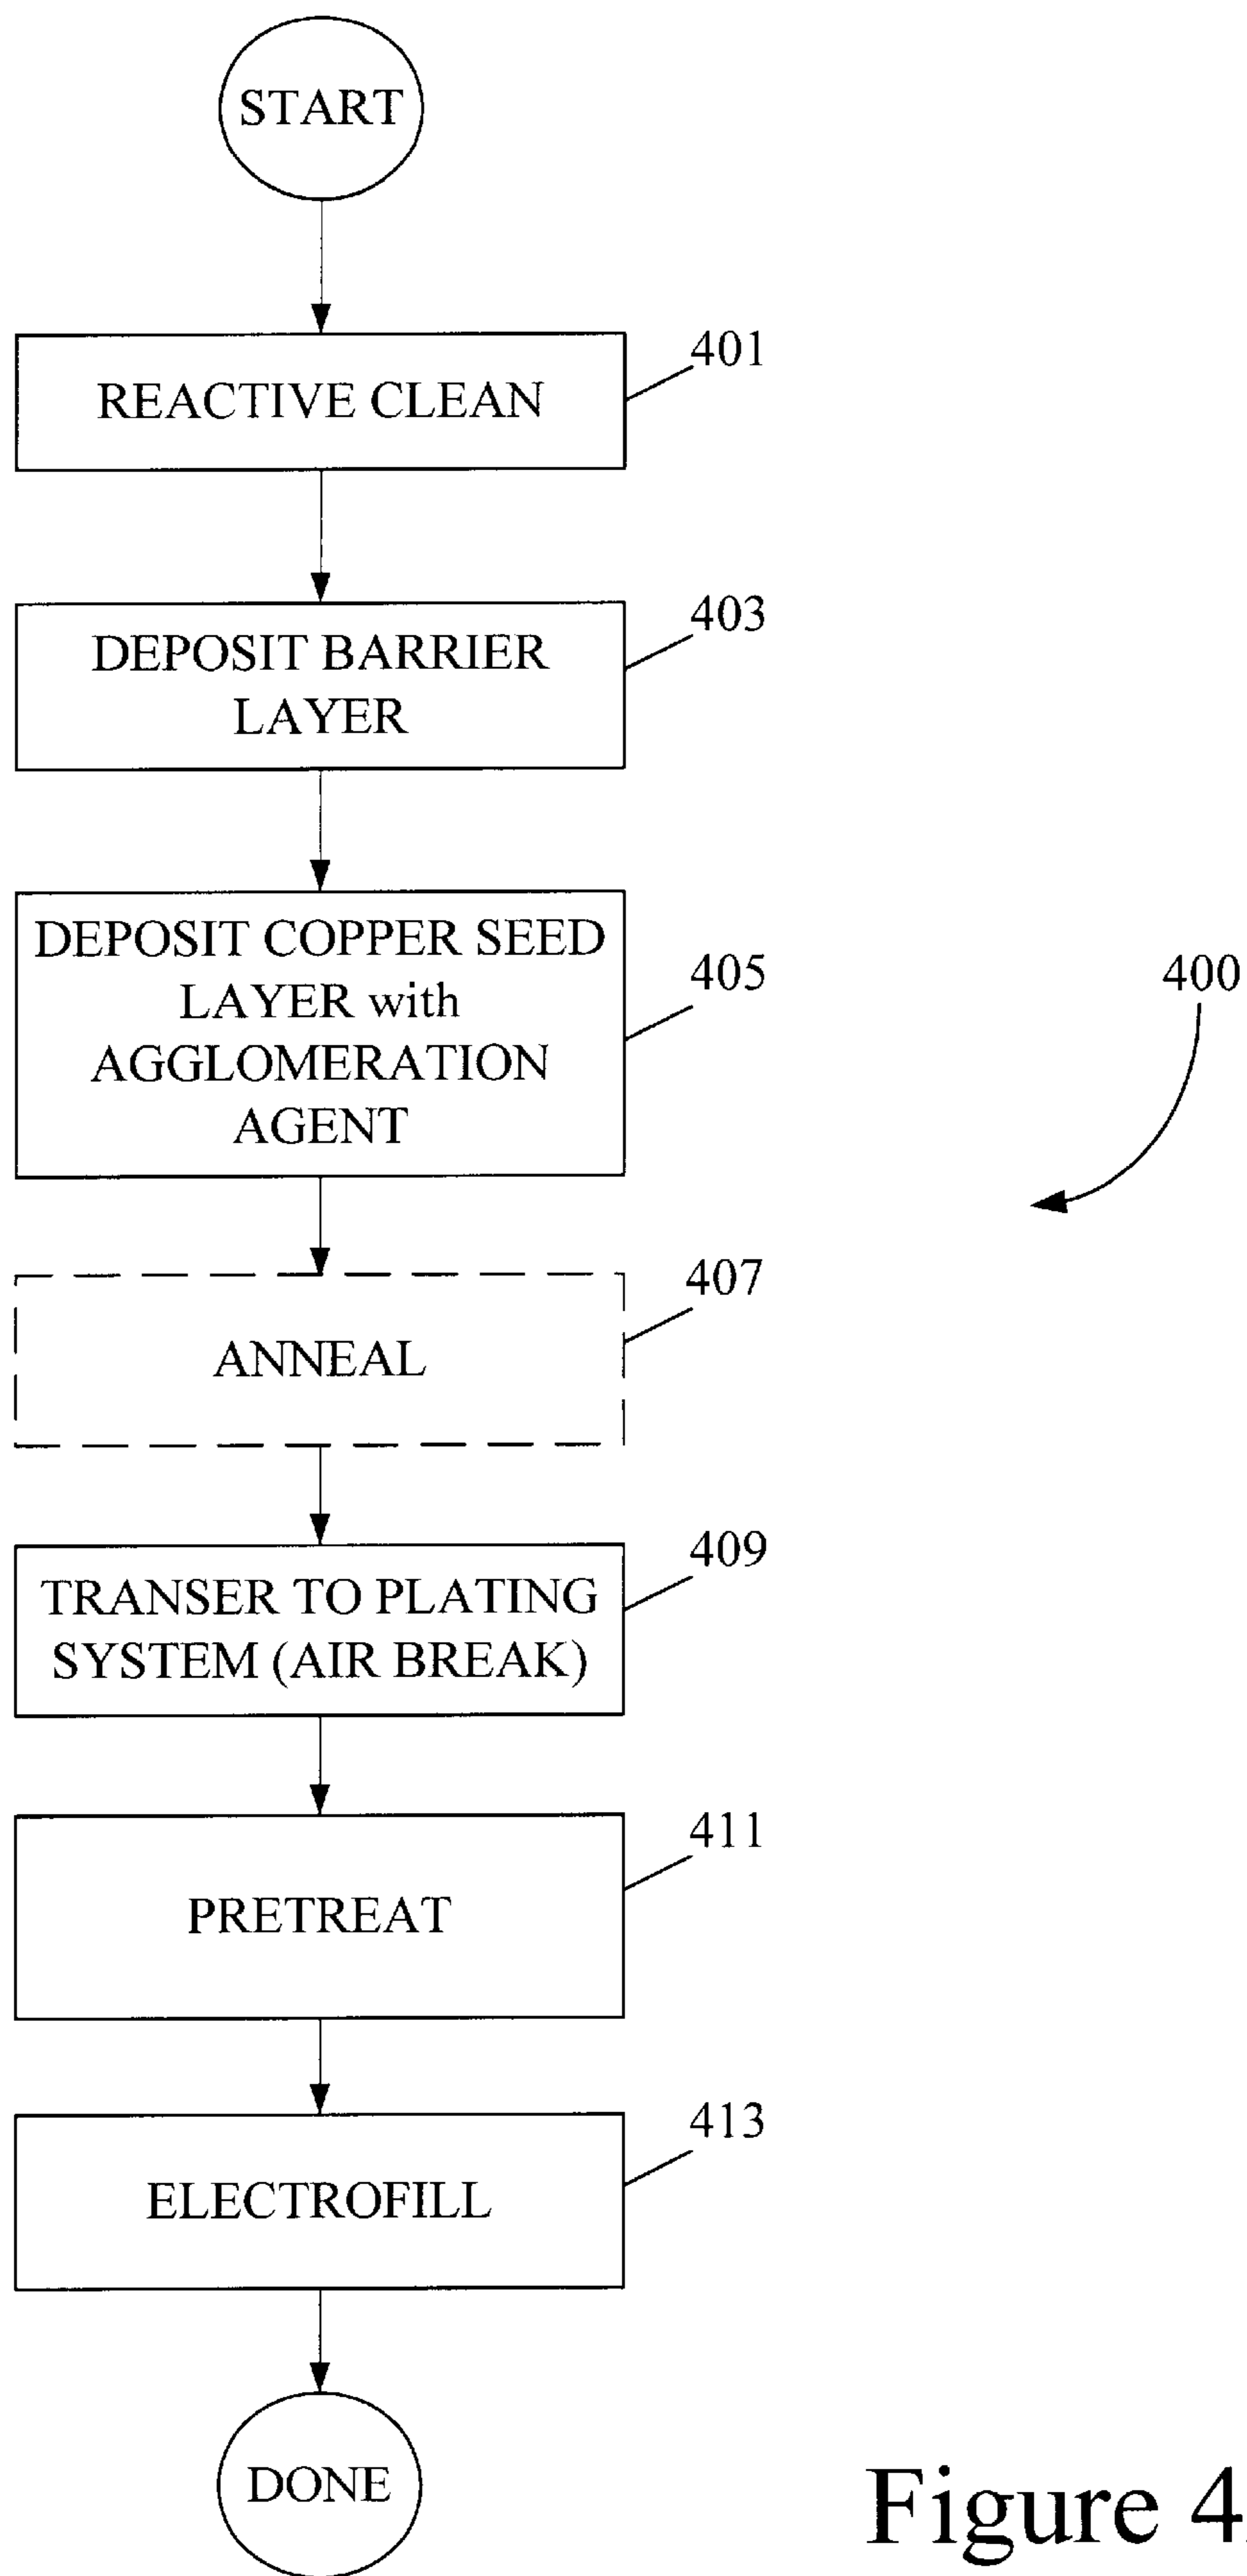 START
REACTIVE CLEAN
401
DEPOSIT BARRIER
LAYER
403
DEPOSIT COPPER SEED
LAYER with
AGGLOMERATION
AGENT
405
400
ANNEAL
407
TRANSER TO PLATING
SYSTEM (AIR BREAK)
409
PRETREAT
411
ELECTROFILL
413
DONE
Figure 4